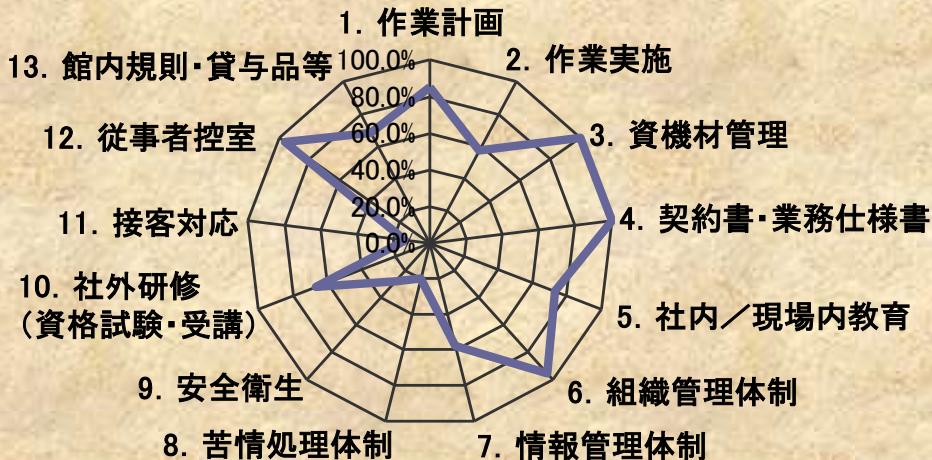 1. 作業計画
2. 作業実施
3. 資機材管理
4. 契約書・業務仕様書
5. 社内／現場内教育
6. 組織管理体制
7. 情報管理体制
8. 苦情処理体制
9. 安全衛生
10. 社外研修
（資格試験・受講）
11. 接客対応
12. 従事者控室
13. 館内規則・貸与品等
100.0%
80.0%
60.0%
40.0%
20.0%
0.0%